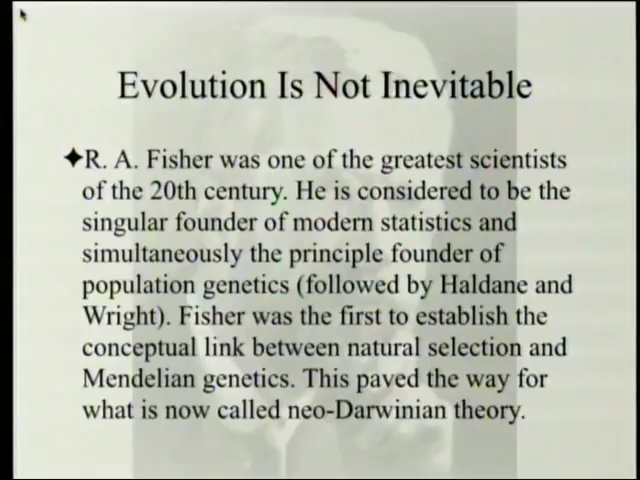 Evolution Is Not Inevitable
✦R. A. Fisher was one of the greatest scientists
of the 20th century. He is considered to be the
singular founder of modern statistics and
simultaneously the principle founder of
population genetics (followed by Haldane and
Wright). Fisher was the first to establish the
conceptual link between natural selection and
Mendelian genetics. This paved the way for
what is now called neo-Darwinian theory.